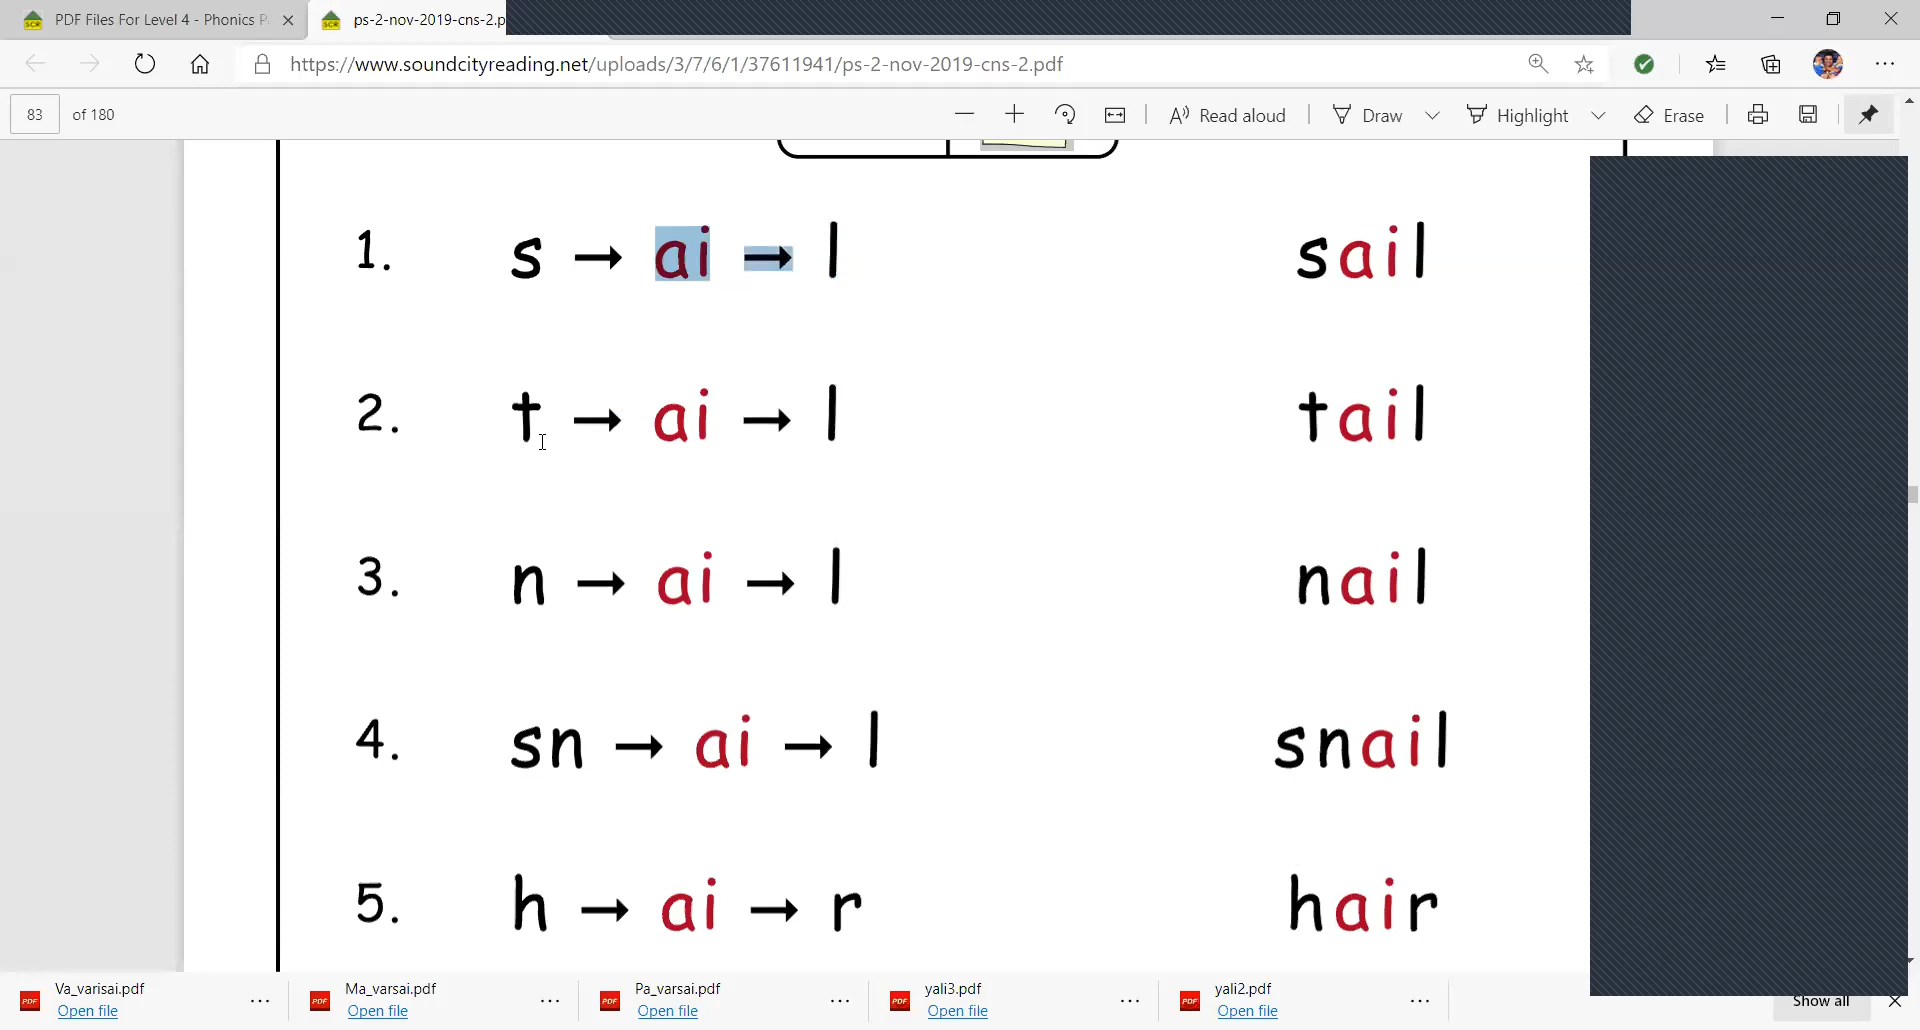 PDF Files For Level 4 - Phonics P
ps-2-nov-2019-cns-2.p
https://www.soundcityreading.net/uploads/3/7/6/1/37611941/ps-2-nov-2019-cns-2.pdf
83 of 180 Read aloud Draw Highlight Erase
1. s → ai → l sail
2. t → ai → l tail
3. n → ai → l nail
4. sn → ai → l snail
5. h → ai → r hair
Va_varisai.pdf Ma_varsai.pdf Pa_varsai.pdf yali3.pdf yali2.pdf
Open file Open file Open file Open file Open file Show all